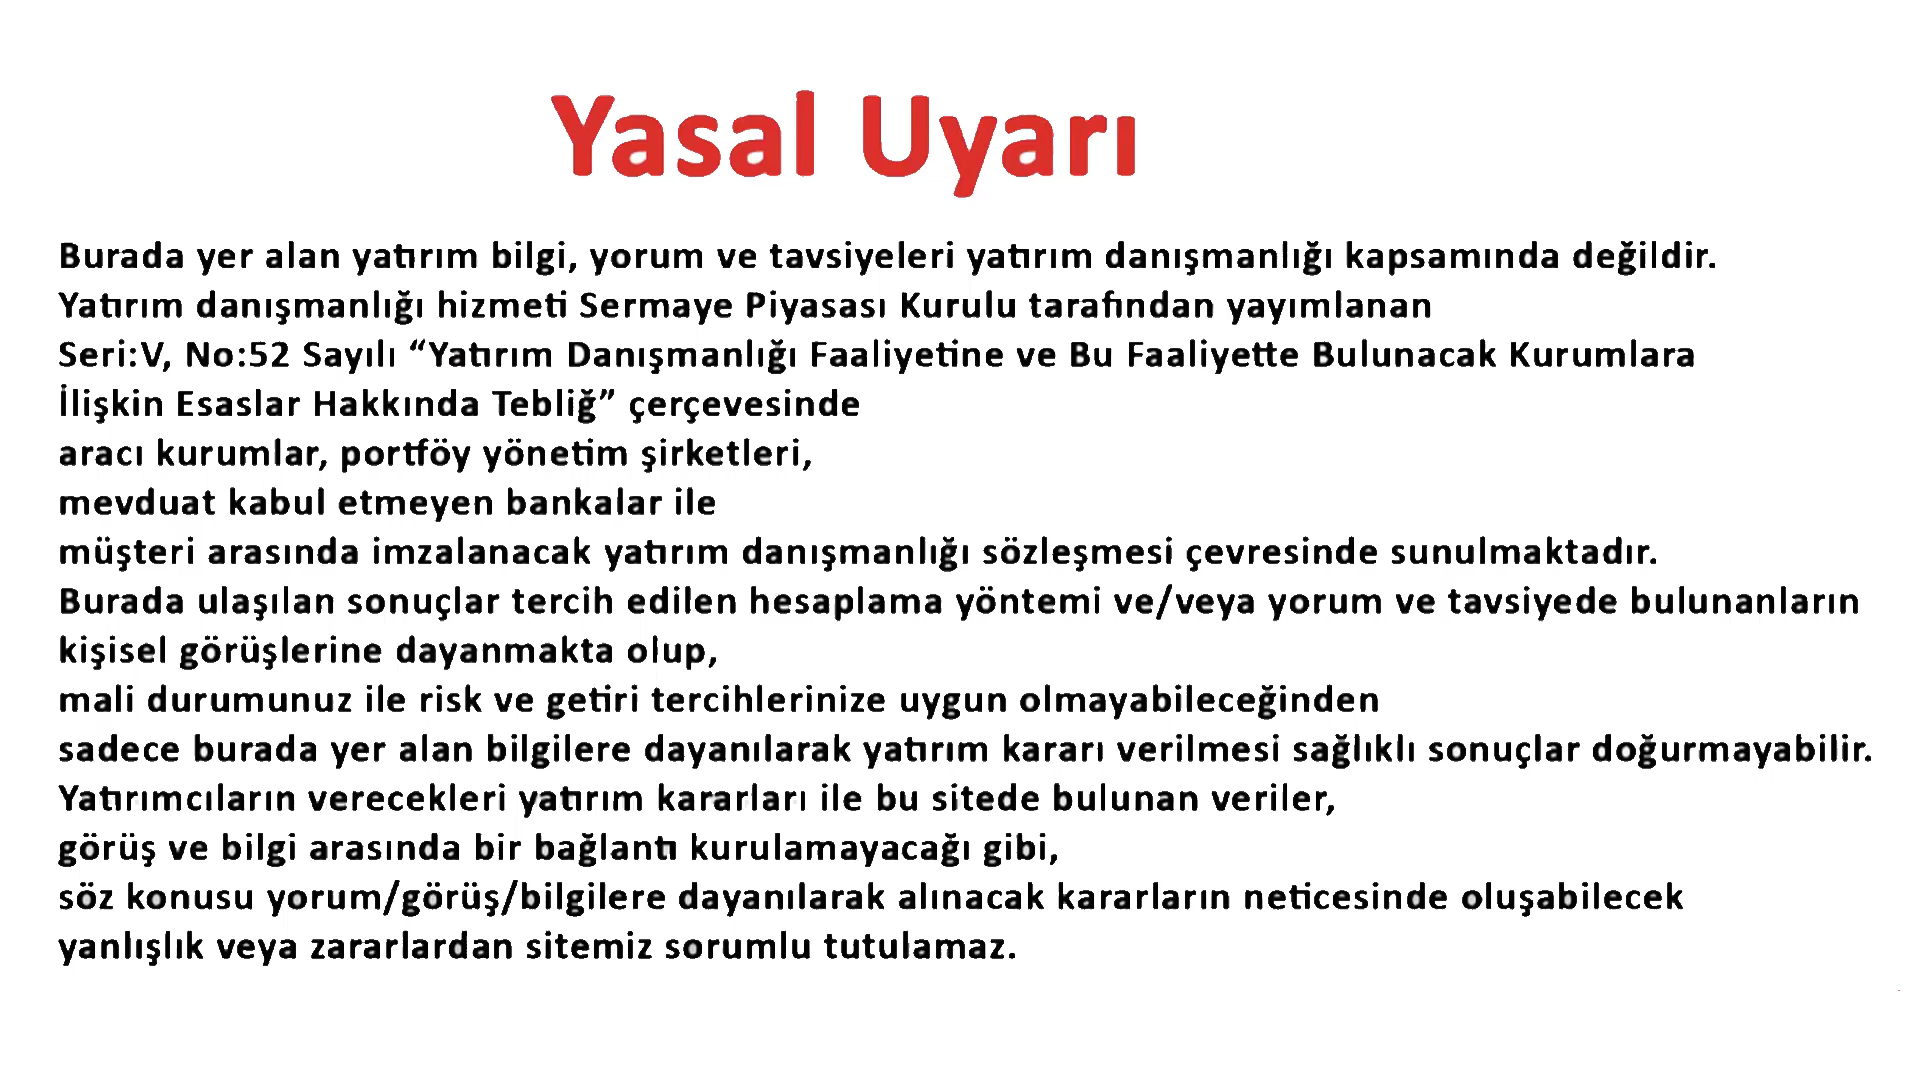 Yasal Uyarı
Burada yer alan yatırım bilgi, yorum ve tavsiyeleri yatırım danışmanlığı kapsamında değildir.
Yatırım danışmanlığı hizmeti Sermaye Piyasası Kurulu tarafından yayımlanan
Seri:V, No:52 Sayılı “Yatırım Danışmanlığı Faaliyetine ve Bu Faaliyette Bulunacak Kurumlara
İlişkin Esaslar Hakkında Tebliğ” çerçevesinde
aracı kurumlar, portföy yönetim şirketleri,
mevduat kabul etmeyen bankalar ile
müşteri arasında imzalanacak yatırım danışmanlığı sözleşmesi çevresinde sunulmaktadır.
Burada ulaşılan sonuçlar tercih edilen hesaplama yöntemi ve/veya yorum ve tavsiyede bulunanların
kişisel görüşlerine dayanmakta olup,
mali durumunuz ile risk ve getiri tercihlerinize uygun olmayabileceğinden
sadece burada yer alan bilgilere dayanılarak yatırım kararı verilmesi sağlıklı sonuçlar doğurmayabilir.
Yatırımcıların verecekleri yatırım kararları ile bu sitede bulunan veriler,
görüş ve bilgi arasında bir bağlantı kurulamayacağı gibi,
söz konusu yorum/görüş/bilgilere dayanılarak alınacak kararların neticesinde oluşabilecek
yanlışlık veya zararlardan sitemiz sorumlu tutulamaz.